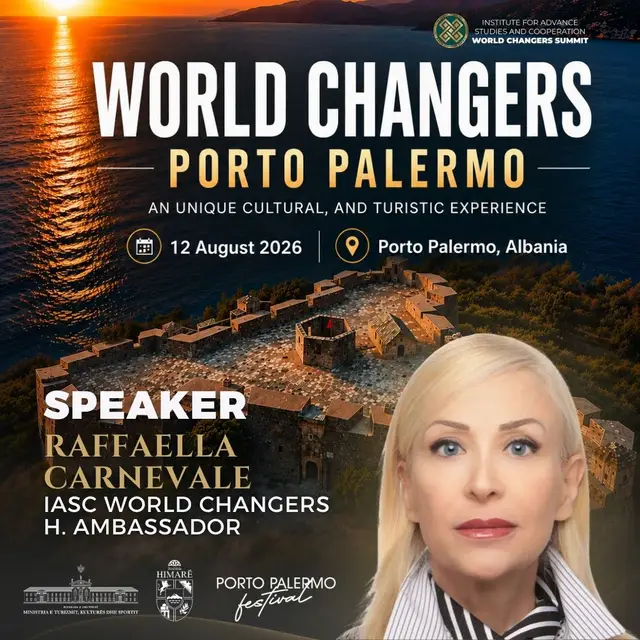 INSTITUTE FOR ADVANCE
STUDIES AND COOPERATION
WORLD CHANGERS SUMMIT
WORLD CHANGERS
PORTO PALERMO
AN UNIQUE CULTURAL, AND TURISTIC EXPERIENCE
12 August 2026
Porto Palermo, Albania
SPEAKER
RAFFAELLA
CARNEVALE
IASC WORLD CHANGERS
H. AMBASSADOR
MINISTRIA E TURIZMIT, KULTURËS DHE SPORTIT
HIMARË
PORTO PALERMO
festival